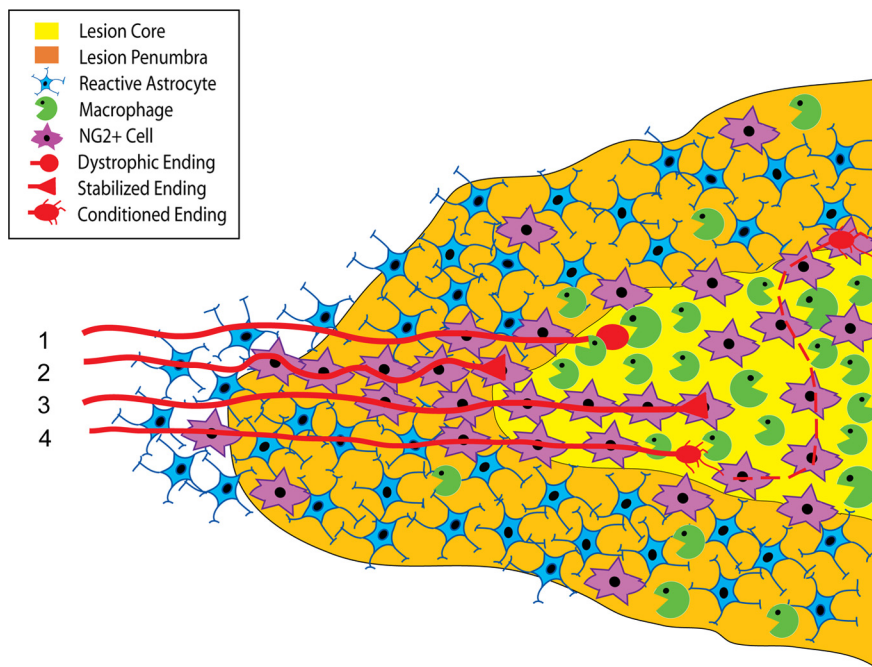 Lesion Core
Lesion Penumbra
Reactive Astrocyte
Macrophage
NG2+ Cell
Dystrophic Ending
Stabilized Ending
Conditioned Ending
1
2
3
4